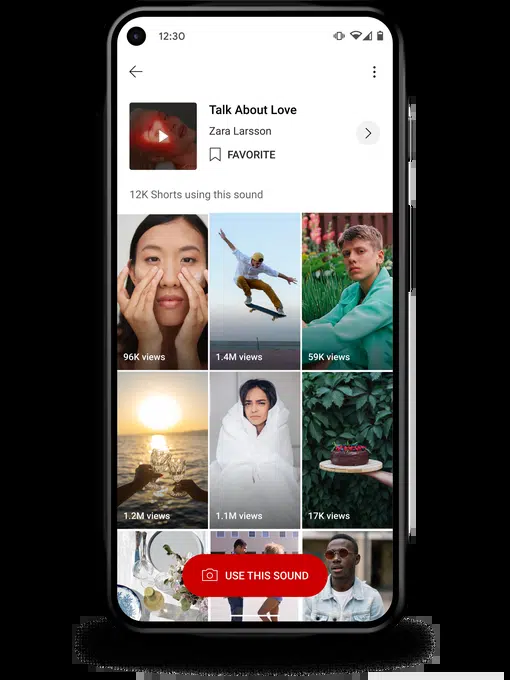 12:30
Talk About Love
Zara Larsson
FAVORITE
12K Shorts using this sound
96K views
1.4M views
59K views
1.2M views
1.1M views
17K views
USE THIS SOUND